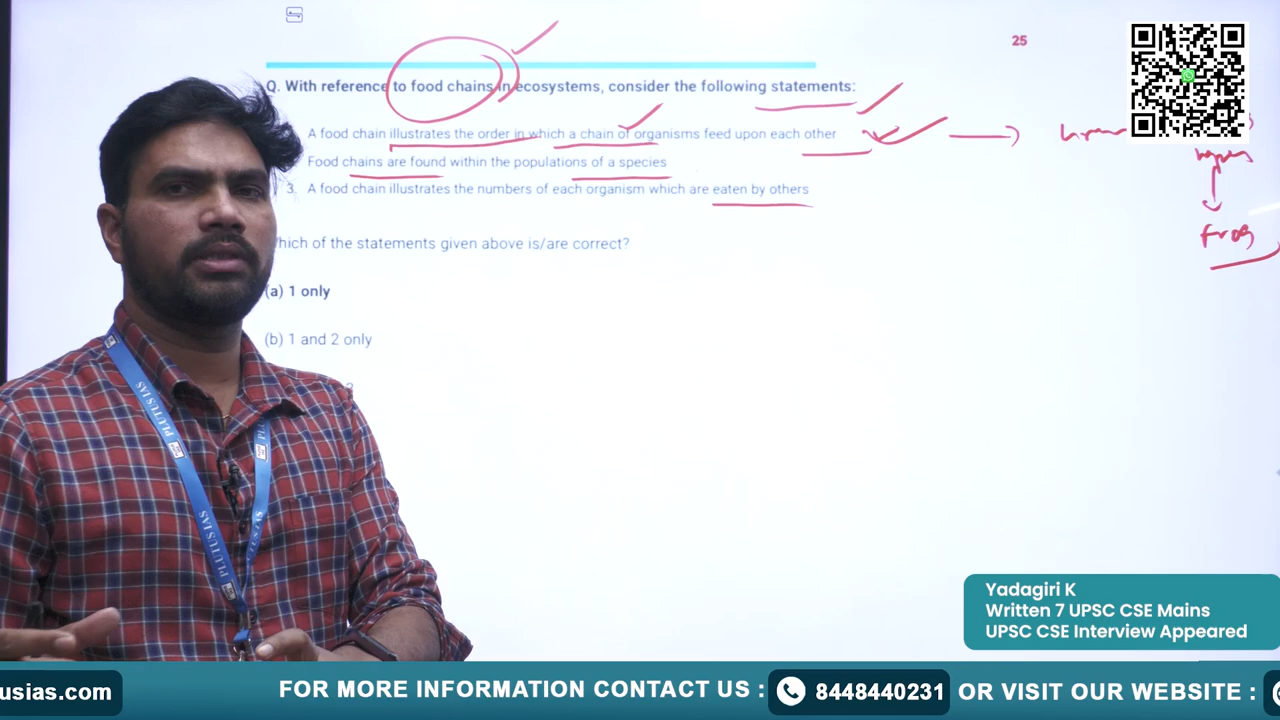 25
Q. With reference to food chains in ecosystems, consider the following statements:
A food chain illustrates the order in which a chain of organisms feed upon each other
Food chains are found within the populations of a species
3. A food chain illustrates the numbers of each organism which are eaten by others
hich of the statements given above is/are correct?
(a) 1 only
(b) 1 and 2 only
3
frog
PLUTUSIAS
PLUTUSIAS
PLUTUSIAS
Yadagiri K
Written 7 UPSC CSE Mains
UPSC CSE Interview Appeared
usias.com FOR MORE INFORMATION CONTACT US : 8448440231 OR VISIT OUR WEBSITE :